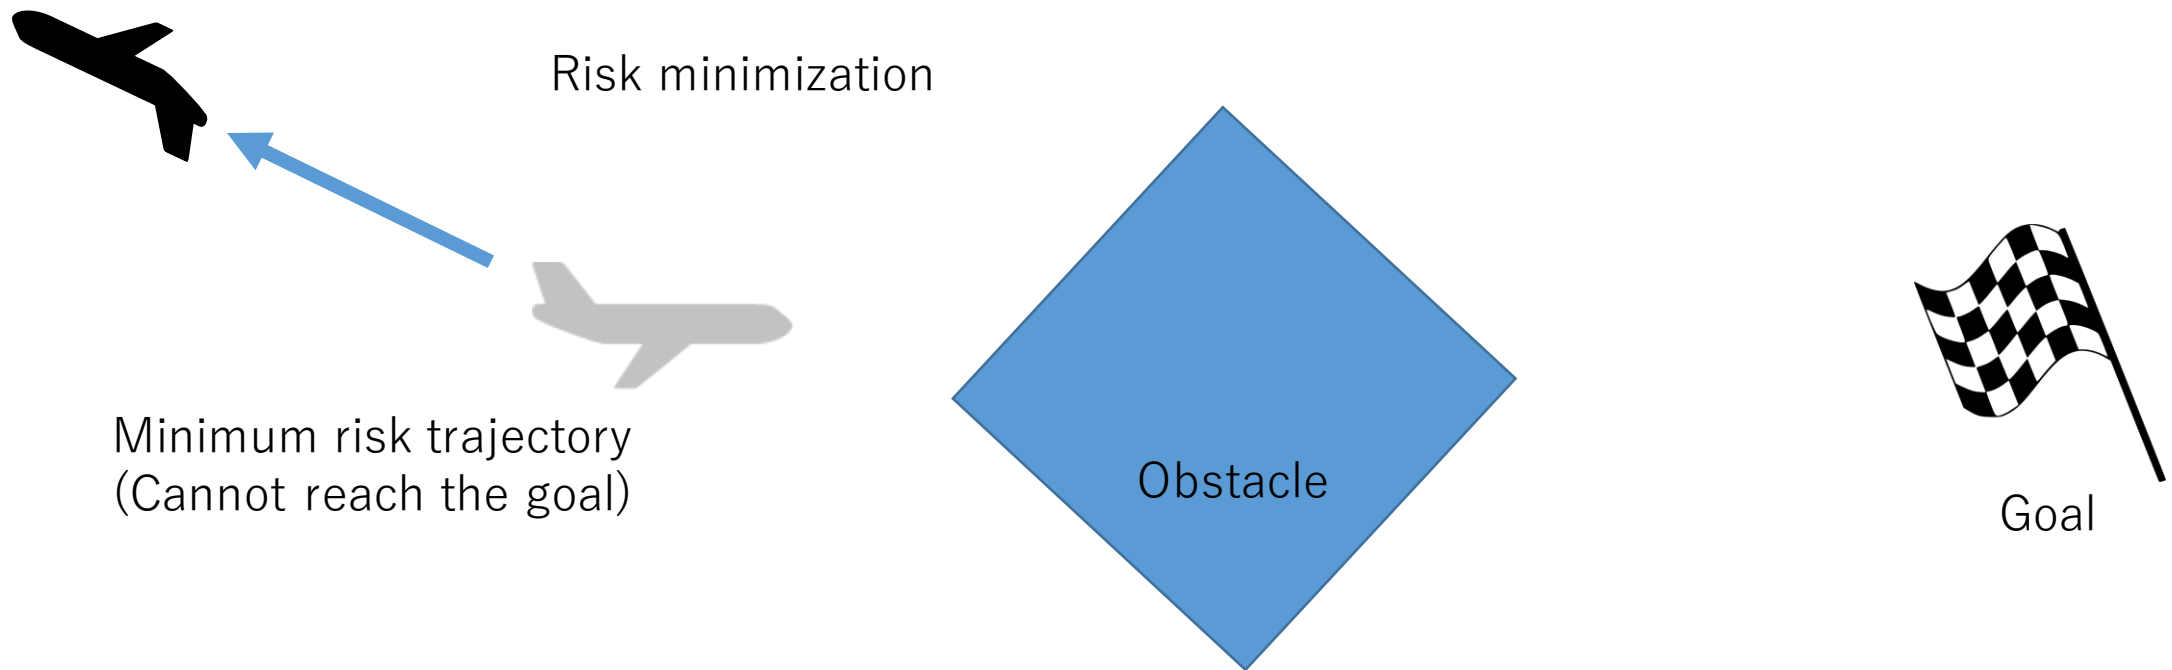 Risk minimization
Minimum risk trajectory
(Cannot reach the goal)
Obstacle
Goal